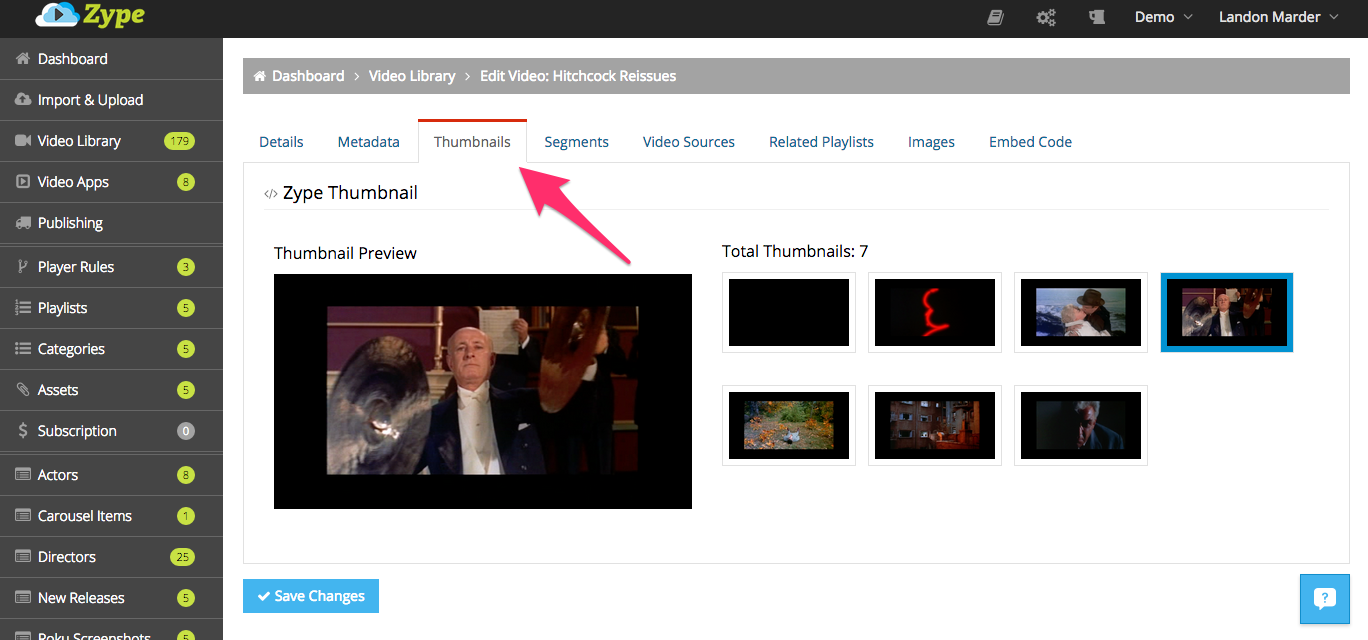 Zype
Demo
Landon Marder
Dashboard
Import & Upload
Video Library 179
Video Apps 8
Publishing
Player Rules 3
Playlists 5
Categories 5
Assets 5
Subscription 0
Actors 8
Carousel Items 1
Directors 25
New Releases 5
Roku Screenshots 5
Dashboard > Video Library > Edit Video: Hitchcock Reissues
Details Metadata Thumbnails Segments Video Sources Related Playlists Images Embed Code
</> Zype Thumbnail
Thumbnail Preview
Total Thumbnails: 7
Save Changes
?